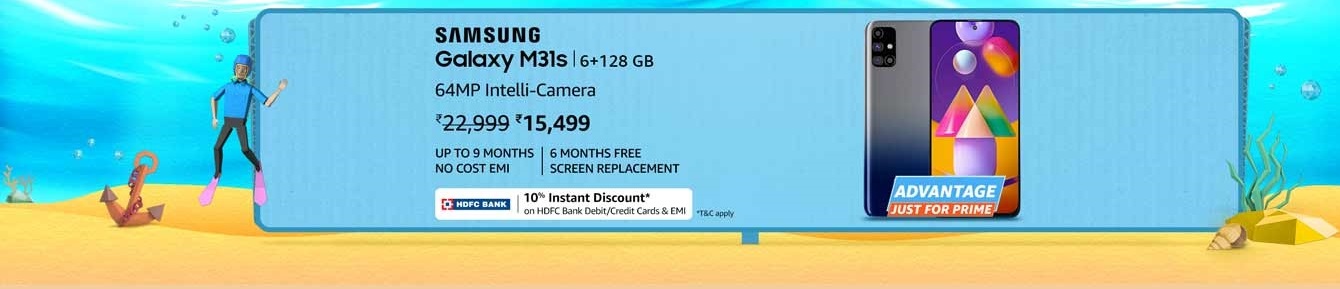 SAMSUNG
Galaxy M31s | 6+128 GB
64MP Intelli-Camera
₹22,999 ₹15,499
UP TO 9 MONTHS | 6 MONTHS FREE
NO COST EMI | SCREEN REPLACEMENT
HDFC BANK | 10% Instant Discount*
on HDFC Bank Debit/Credit Cards & EMI *T&C apply
ADVANTAGE
JUST FOR PRIME